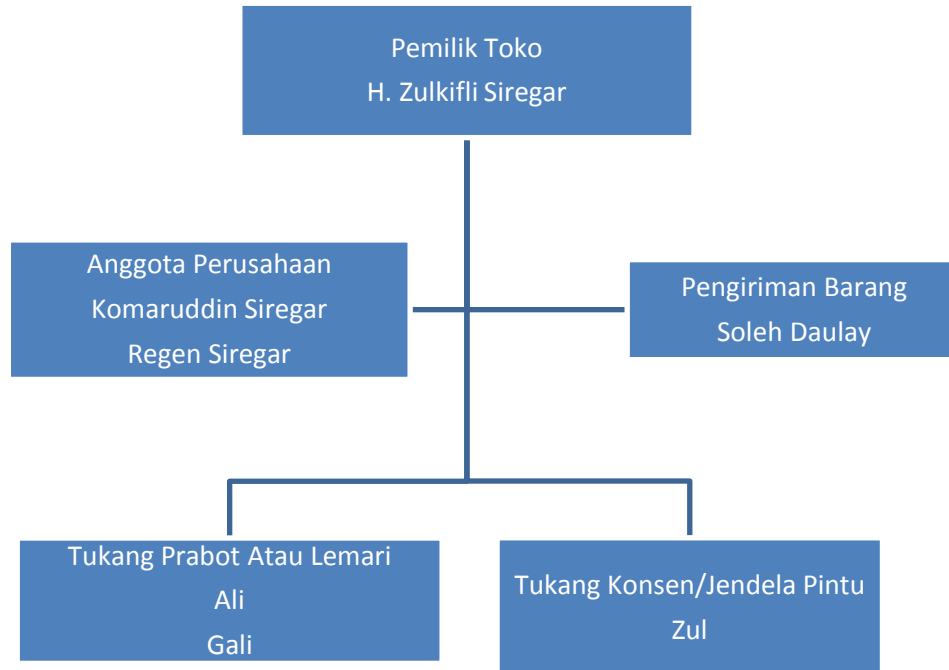 Pemilik Toko
H. Zulkifli Siregar
Anggota Perusahaan
Komaruddin Siregar
Regen Siregar
Pengiriman Barang
Soleh Daulay
Tukang Prabot Atau Lemari
Ali
Gali
Tukang Konsen/Jendela Pintu
Zul